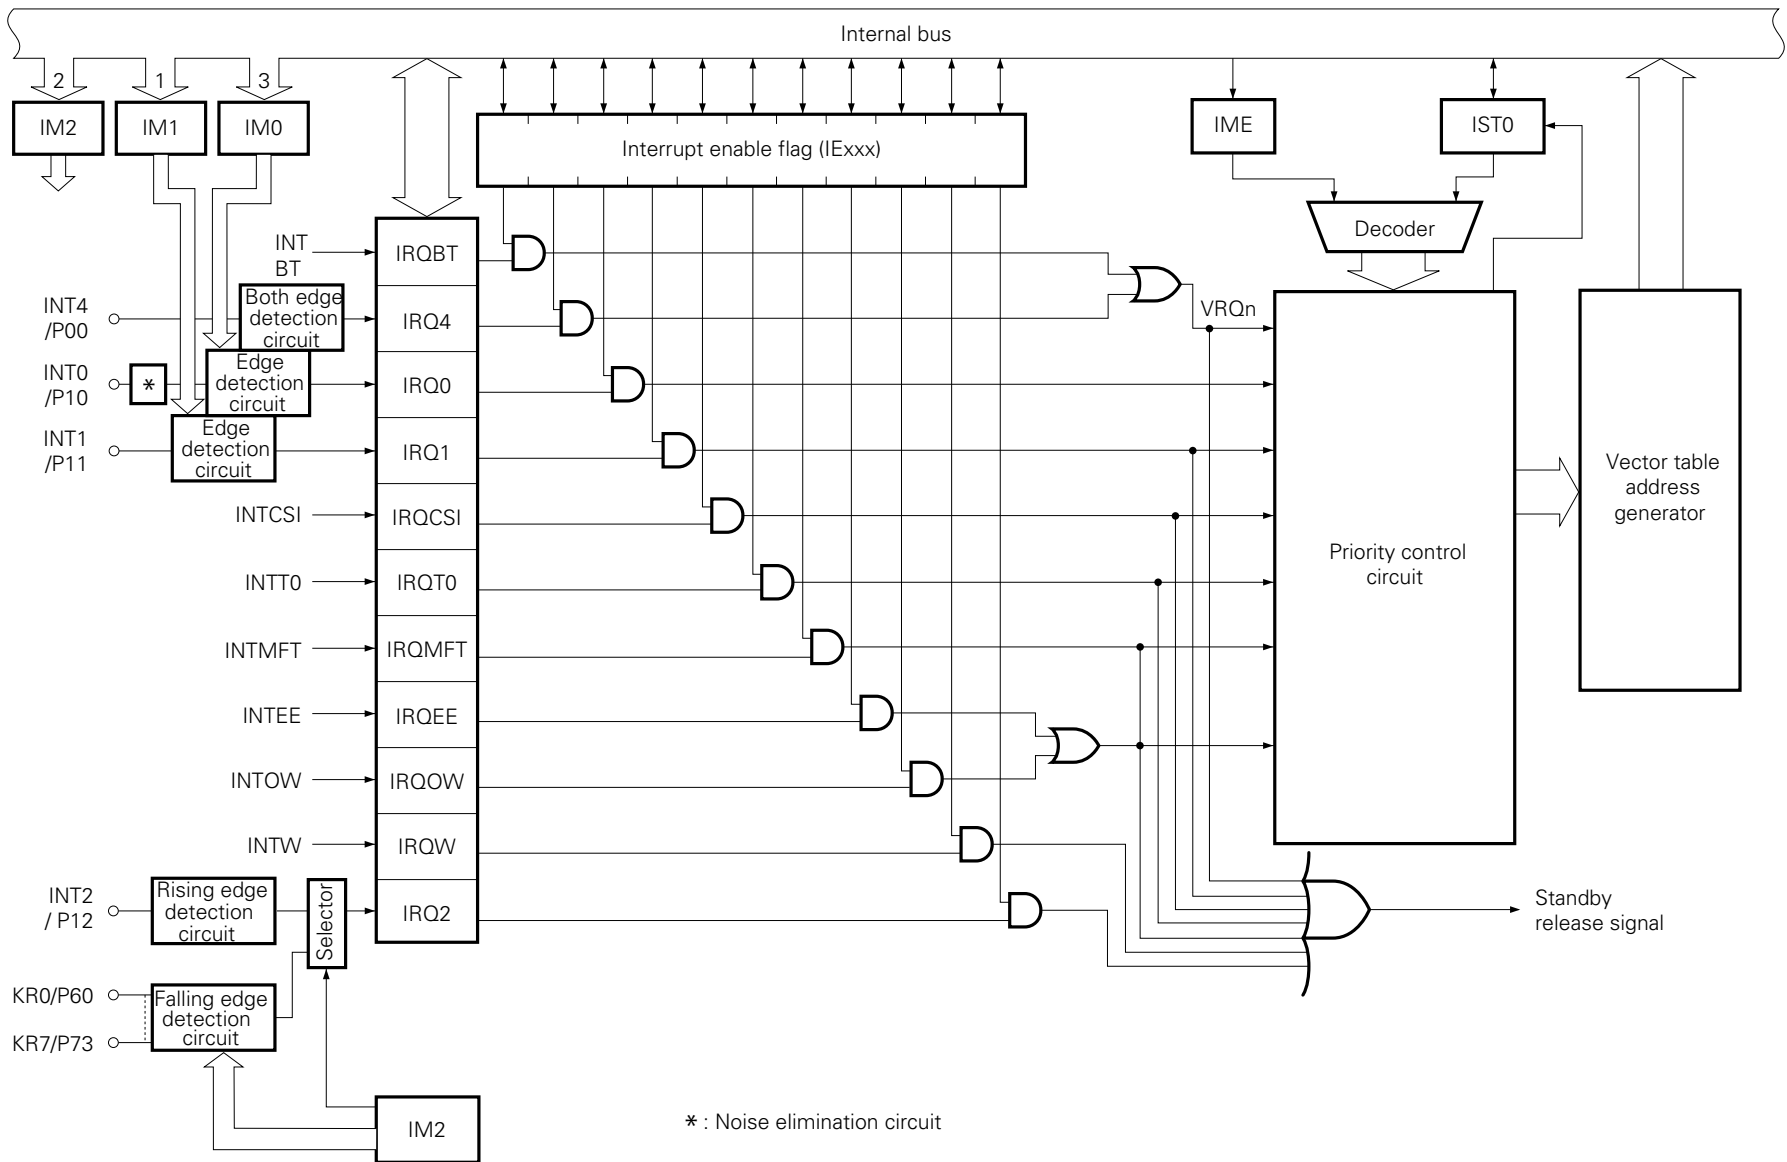 Internal bus
2
1
3
IM2
IM1
IM0
IME
IST0
Interrupt enable flag (IExxx)
Decoder
INT
BT
IRQBT
INT4
/P00
Both edge
detection
circuit
IRQ4
VRQn
INT0
/P10
*
Edge
detection
circuit
IRQ0
INT1
/P11
Edge
detection
circuit
IRQ1
INTCSI
IRQCSI
INTT0
IRQT0
INTMFT
IRQMFT
INTEE
IRQEE
INTOW
IRQOW
INTW
IRQW
Priority control
circuit
Vector table
address
generator
INT2
/ P12
Rising edge
detection
circuit
Selector
IRQ2
Standby
release signal
KR0/P60
KR7/P73
Falling edge
detection
circuit
IM2
* : Noise elimination circuit